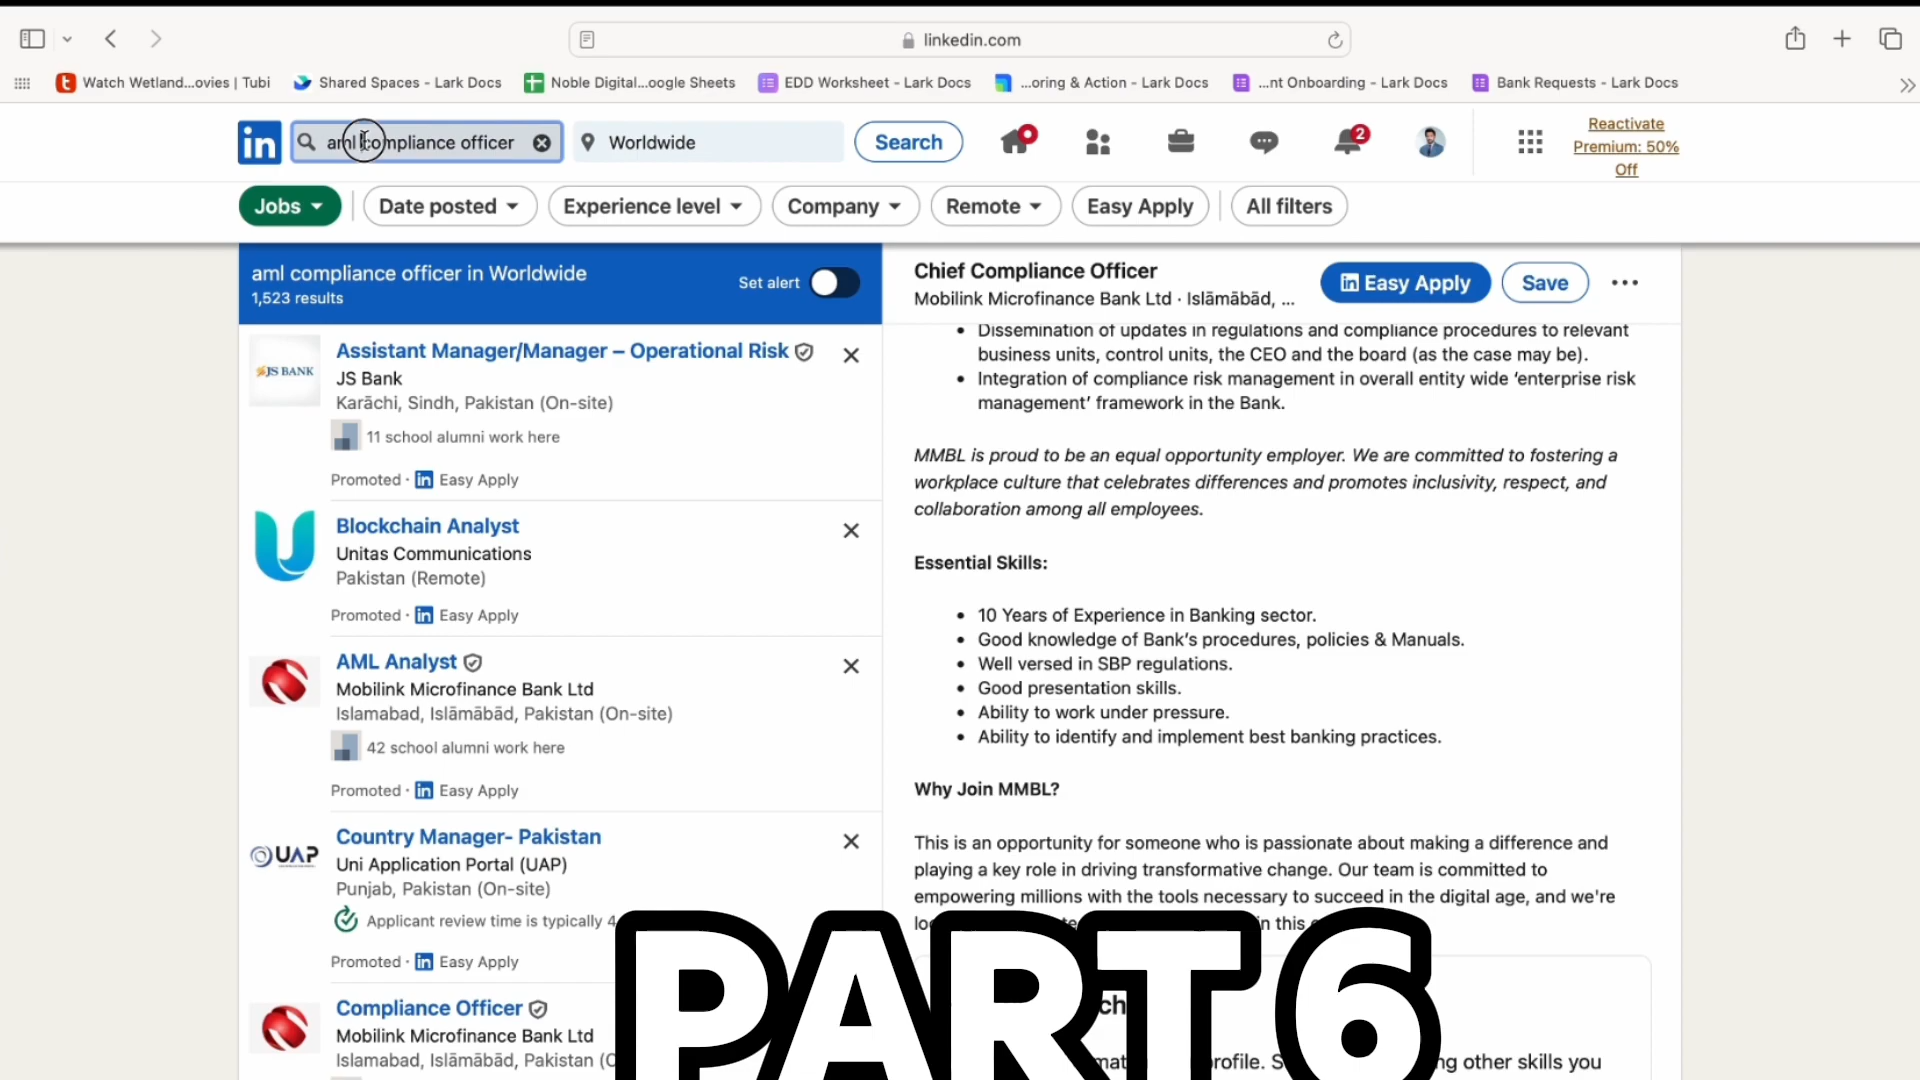 linkedin.com
Watch Wetland...ovies | Tubi
Shared Spaces - Lark Docs
Noble Digital...oogle Sheets
EDD Worksheet - Lark Docs
...oring & Action - Lark Docs
...nt Onboarding - Lark Docs
Bank Requests - Lark Docs
in
aml compliance officer
Worldwide
Search
2
Reactivate
Premium: 50%
Off
Jobs
Date posted
Experience level
Company
Remote
Easy Apply
All filters
aml compliance officer in Worldwide
1,523 results
Set alert
Assistant Manager/Manager – Operational Risk
JS BANK
JS Bank
Karāchi, Sindh, Pakistan (On-site)
11 school alumni work here
Promoted · in Easy Apply
Blockchain Analyst
Unitas Communications
Pakistan (Remote)
Promoted · in Easy Apply
AML Analyst
Mobilink Microfinance Bank Ltd
Islamabad, Islāmābād, Pakistan (On-site)
42 school alumni work here
Promoted · in Easy Apply
Country Manager- Pakistan
UAP
Uni Application Portal (UAP)
Punjab, Pakistan (On-site)
Applicant review time is typically 4
Promoted · in Easy Apply
Compliance Officer
Mobilink Microfinance Bank Ltd
Islamabad, Islāmābād, Pakistan (
Chief Compliance Officer
Mobilink Microfinance Bank Ltd · Islāmābād, ...
in Easy Apply
Save
• Dissemination of updates in regulations and compliance procedures to relevant
business units, control units, the CEO and the board (as the case may be).
• Integration of compliance risk management in overall entity wide ‘enterprise risk
management’ framework in the Bank.
MMBL is proud to be an equal opportunity employer. We are committed to fostering a
workplace culture that celebrates differences and promotes inclusivity, respect, and
collaboration among all employees.
Essential Skills:
• 10 Years of Experience in Banking sector.
• Good knowledge of Bank’s procedures, policies & Manuals.
• Well versed in SBP regulations.
• Good presentation skills.
• Ability to work under pressure.
• Ability to identify and implement best banking practices.
Why Join MMBL?
This is an opportunity for someone who is passionate about making a difference and
playing a key role in driving transformative change. Our team is committed to
empowering millions with the tools necessary to succeed in the digital age, and we're
n this
ch
rofile. S
ng other skills you
PART 6